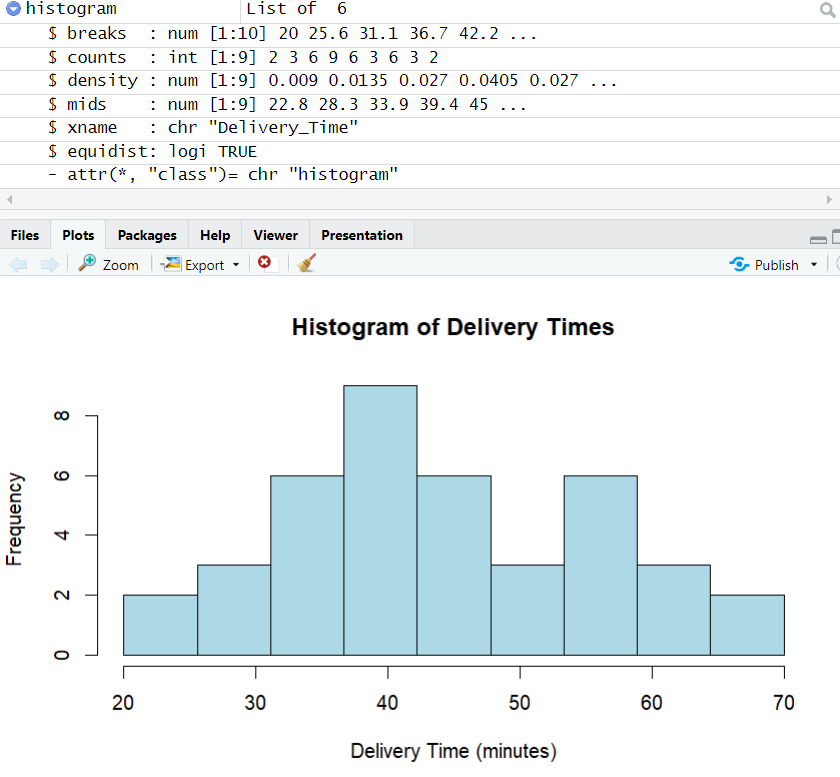 histogram List of 6
$ breaks : num [1:10] 20 25.6 31.1 36.7 42.2 ...
$ counts : int [1:9] 2 3 6 9 6 3 6 3 2
$ density : num [1:9] 0.009 0.0135 0.027 0.0405 0.027 ...
$ mids : num [1:9] 22.8 28.3 33.9 39.4 45 ...
$ xname : chr "Delivery_Time"
$ equidist: logi TRUE
- attr(*, "class")= chr "histogram"
Files Plots Packages Help Viewer Presentation
Zoom Export Publish
Histogram of Delivery Times
Frequency
8
6
4
2
0
20 30 40 50 60 70
Delivery Time (minutes)